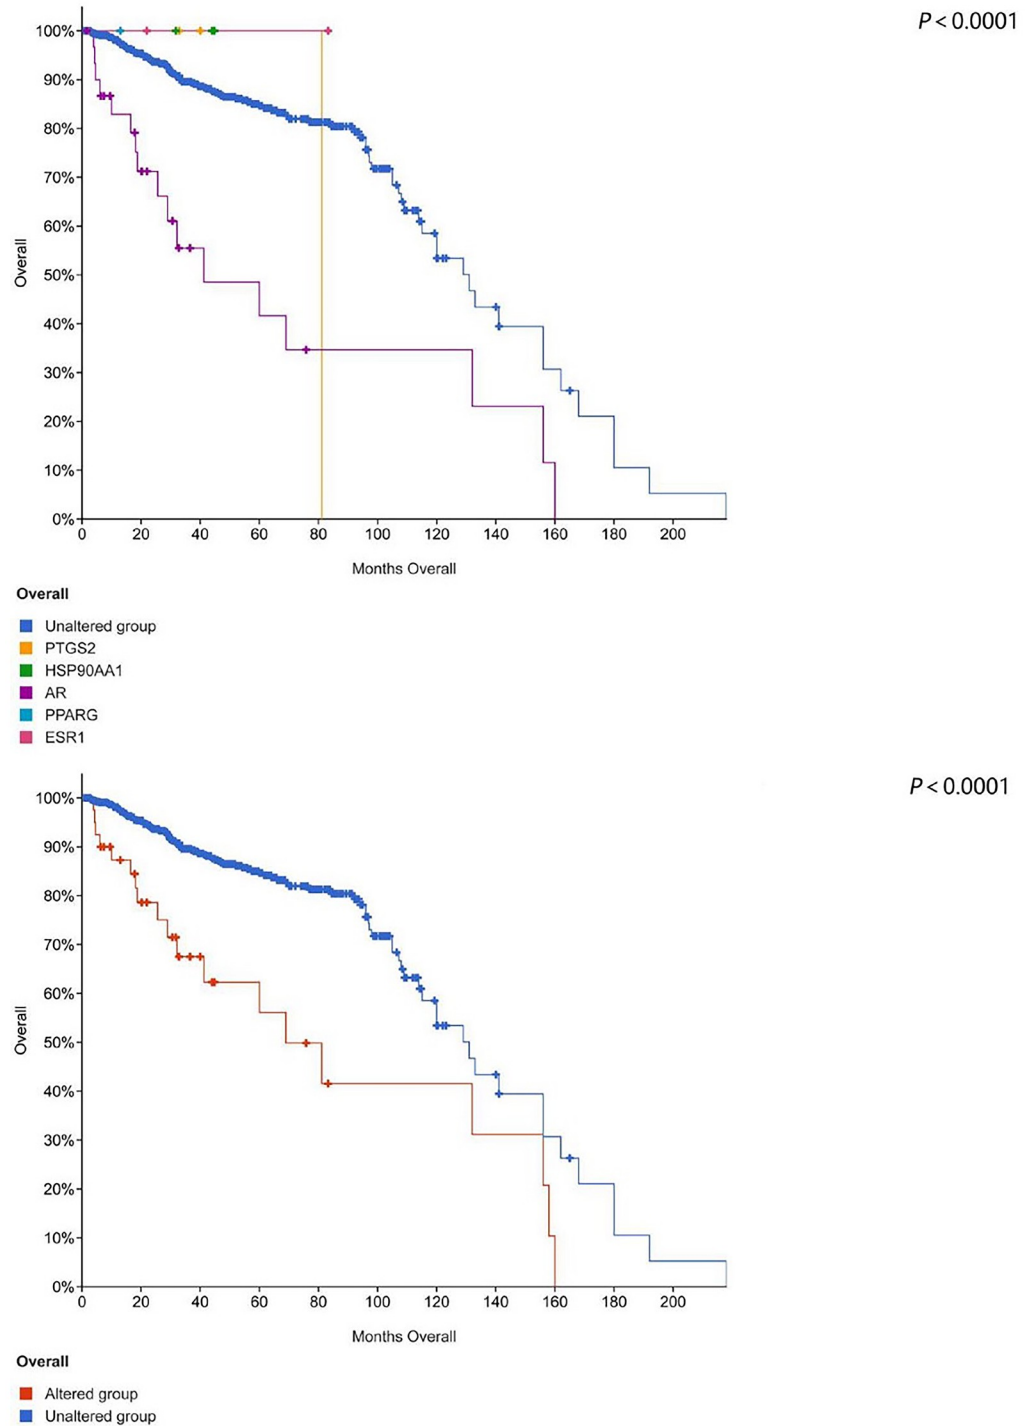 P < 0.0001
100%
90%
80%
70%
60%
50%
40%
30%
20%
10%
0%
Overall
0 20 40 60 80 100 120 140 160 180 200
Months Overall
Overall
Unaltered group
PTGS2
HSP90AA1
AR
PPARG
ESR1
P < 0.0001
100%
90%
80%
70%
60%
50%
40%
30%
20%
10%
0%
Overall
0 20 40 60 80 100 120 140 160 180 200
Months Overall
Overall
Altered group
Unaltered group